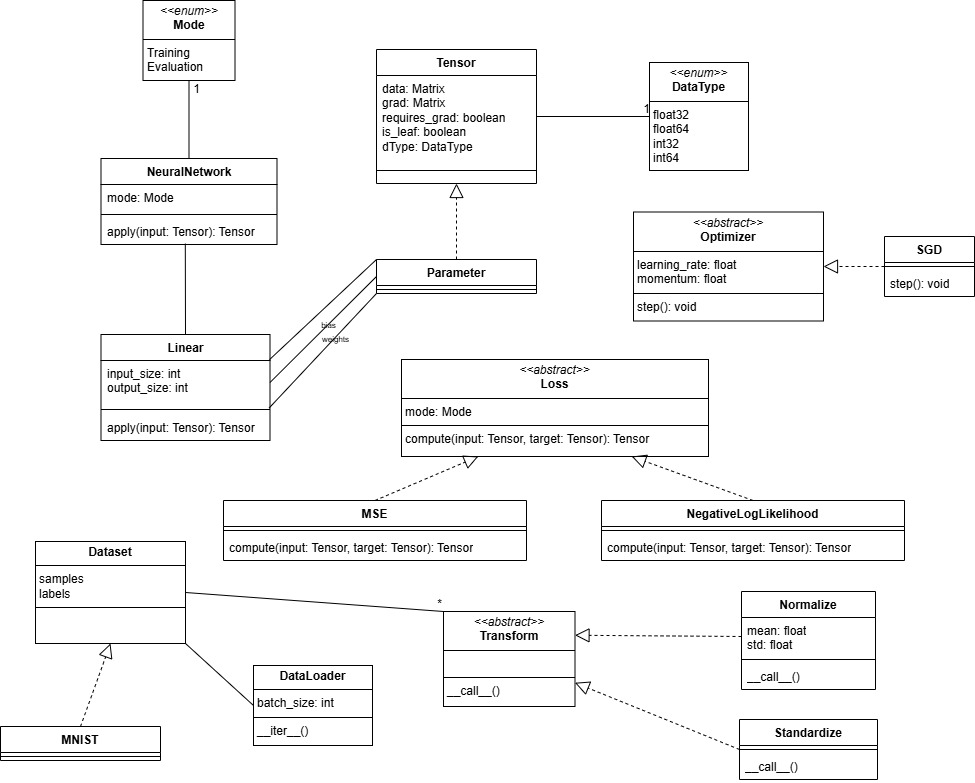 <<enum>>
Mode
Training
Evaluation
1
NeuralNetwork
mode: Mode
apply(input: Tensor): Tensor
Tensor
data: Matrix
grad: Matrix
requires_grad: boolean
is_leaf: boolean
dType: DataType
1
<<enum>>
DataType
float32
float64
int32
int64
Parameter
bias
weights
Linear
input_size: int
output_size: int
apply(input: Tensor): Tensor
<<abstract>>
Optimizer
learning_rate: float
momentum: float
step(): void
SGD
step(): void
<<abstract>>
Loss
mode: Mode
compute(input: Tensor, target: Tensor): Tensor
MSE
compute(input: Tensor, target: Tensor): Tensor
NegativeLogLikelihood
compute(input: Tensor, target: Tensor): Tensor
Dataset
samples
labels
*
<<abstract>>
Transform
__call__()
Normalize
mean: float
std: float
__call__()
DataLoader
batch_size: int
__iter__()
MNIST
Standardize
__call__()